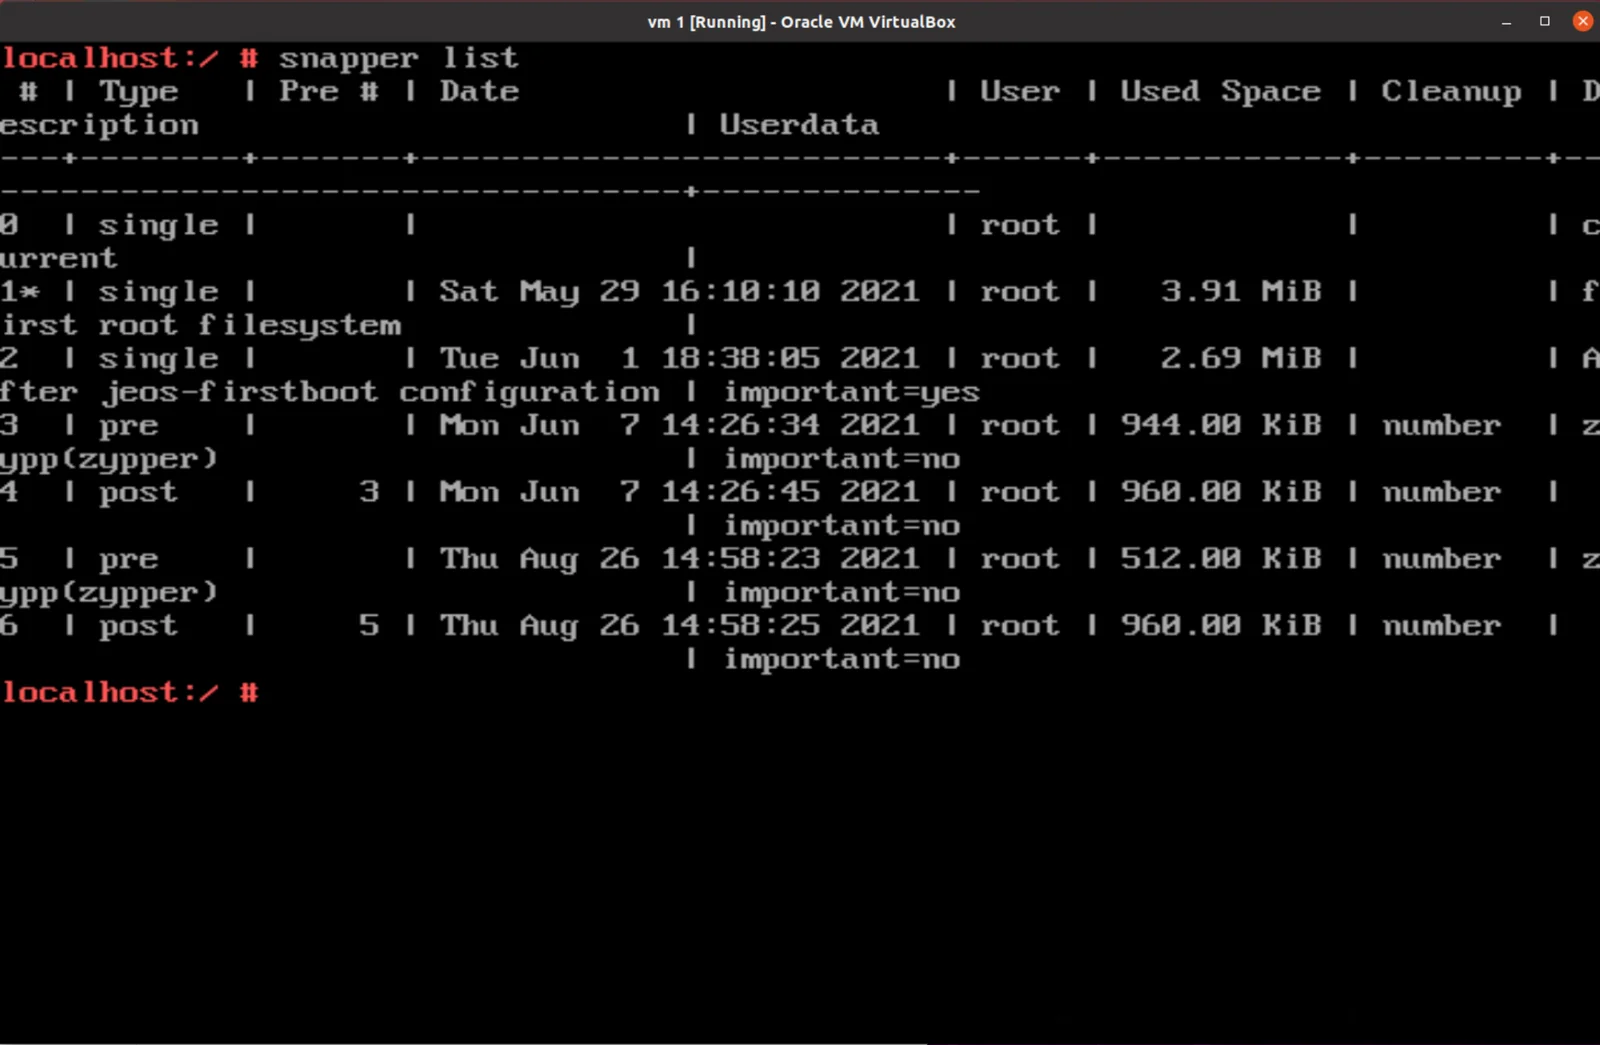 vm 1 [Running] - Oracle VM VirtualBox
localhost:/ # snapper list
 # | Type   | Pre # | Date                     | User | Used Space | Cleanup | D
escription                       | Userdata
---+--------+-------+--------------------------+------+------------+---------+--
----------------------------------+--------------
0  | single |       |                          | root |            |         | c
urrent                            |
1* | single |       | Sat May 29 16:10:10 2021 | root |   3.91 MiB |         | f
irst root filesystem              |
2  | single |       | Tue Jun  1 18:38:05 2021 | root |   2.69 MiB |         | A
fter jeos-firstboot configuration | important=yes
3  | pre    |       | Mon Jun  7 14:26:34 2021 | root | 944.00 KiB | number  | z
ypp(zypper)                       | important=no
4  | post   |     3 | Mon Jun  7 14:26:45 2021 | root | 960.00 KiB | number  |
                                  | important=no
5  | pre    |       | Thu Aug 26 14:58:23 2021 | root | 512.00 KiB | number  | z
ypp(zypper)                       | important=no
6  | post   |     5 | Thu Aug 26 14:58:25 2021 | root | 960.00 KiB | number  |
                                  | important=no
localhost:/ #